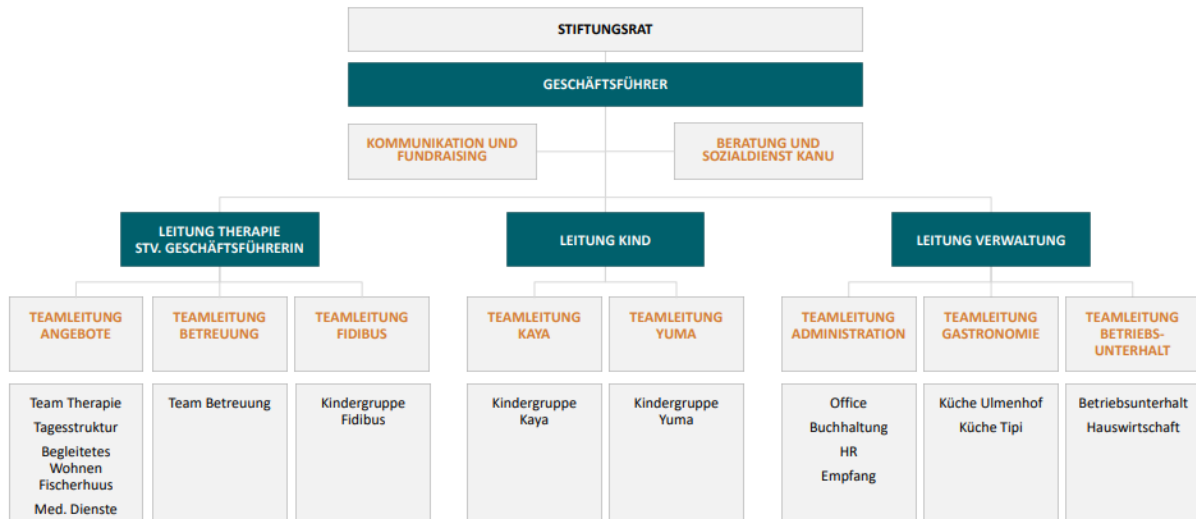 STIFTUNGSRAT
GESCHÄFTSFÜHRER
KOMMUNIKATION UND
FUNDRAISING
BERATUNG UND
SOZIALDIENST KANU
LEITUNG THERAPIE
STV. GESCHÄFTSFÜHRERIN
LEITUNG KIND
LEITUNG VERWALTUNG
TEAMLEITUNG
ANGEBOTE
TEAMLEITUNG
BETREUUNG
TEAMLEITUNG
FIDIBUS
TEAMLEITUNG
KAYA
TEAMLEITUNG
YUMA
TEAMLEITUNG
ADMINISTRATION
TEAMLEITUNG
GASTRONOMIE
TEAMLEITUNG
BETRIEBS-
UNTERHALT
Team Therapie
Tagesstruktur
Begleitetes
Wohnen
Fischerhuus
Med. Dienste
Team Betreuung
Kindergruppe
Fidibus
Kindergruppe
Kaya
Kindergruppe
Yuma
Office
Buchhaltung
HR
Empfang
Küche Ulmenhof
Küche Tipi
Betriebsunterhalt
Hauswirtschaft